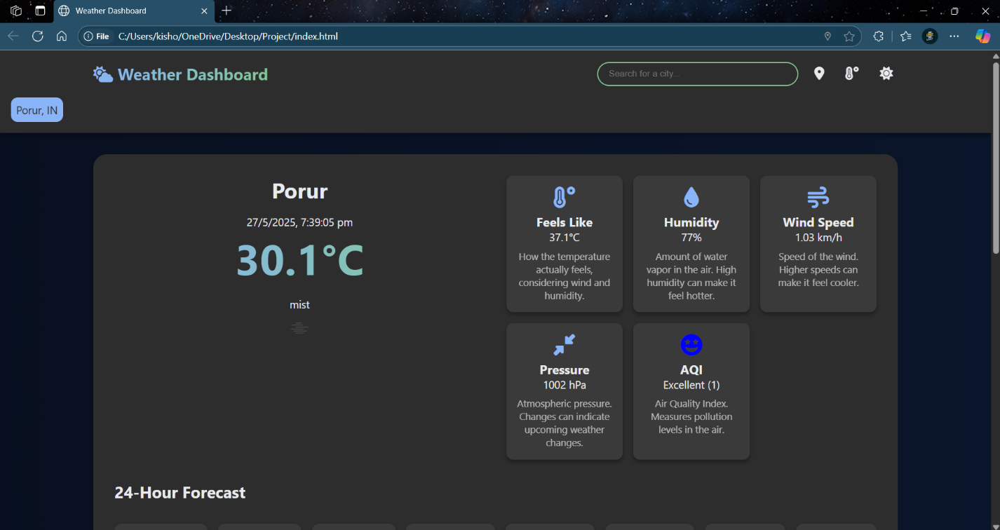 Weather Dashboard
File C:/Users/kisho/OneDrive/Desktop/Project/index.html
Weather Dashboard
Search for a city...
Porur, IN
Porur
27/5/2025, 7:39:05 pm
30.1°C
mist
Feels Like
37.1°C
How the temperature
actually feels,
considering wind and
humidity.
Humidity
77%
Amount of water
vapor in the air. High
humidity can make it
feel hotter.
Wind Speed
1.03 km/h
Speed of the wind.
Higher speeds can
make it feel cooler.
Pressure
1002 hPa
Atmospheric pressure.
Changes can indicate
upcoming weather
changes.
AQI
Excellent (1)
Air Quality Index.
Measures pollution
levels in the air.
24-Hour Forecast